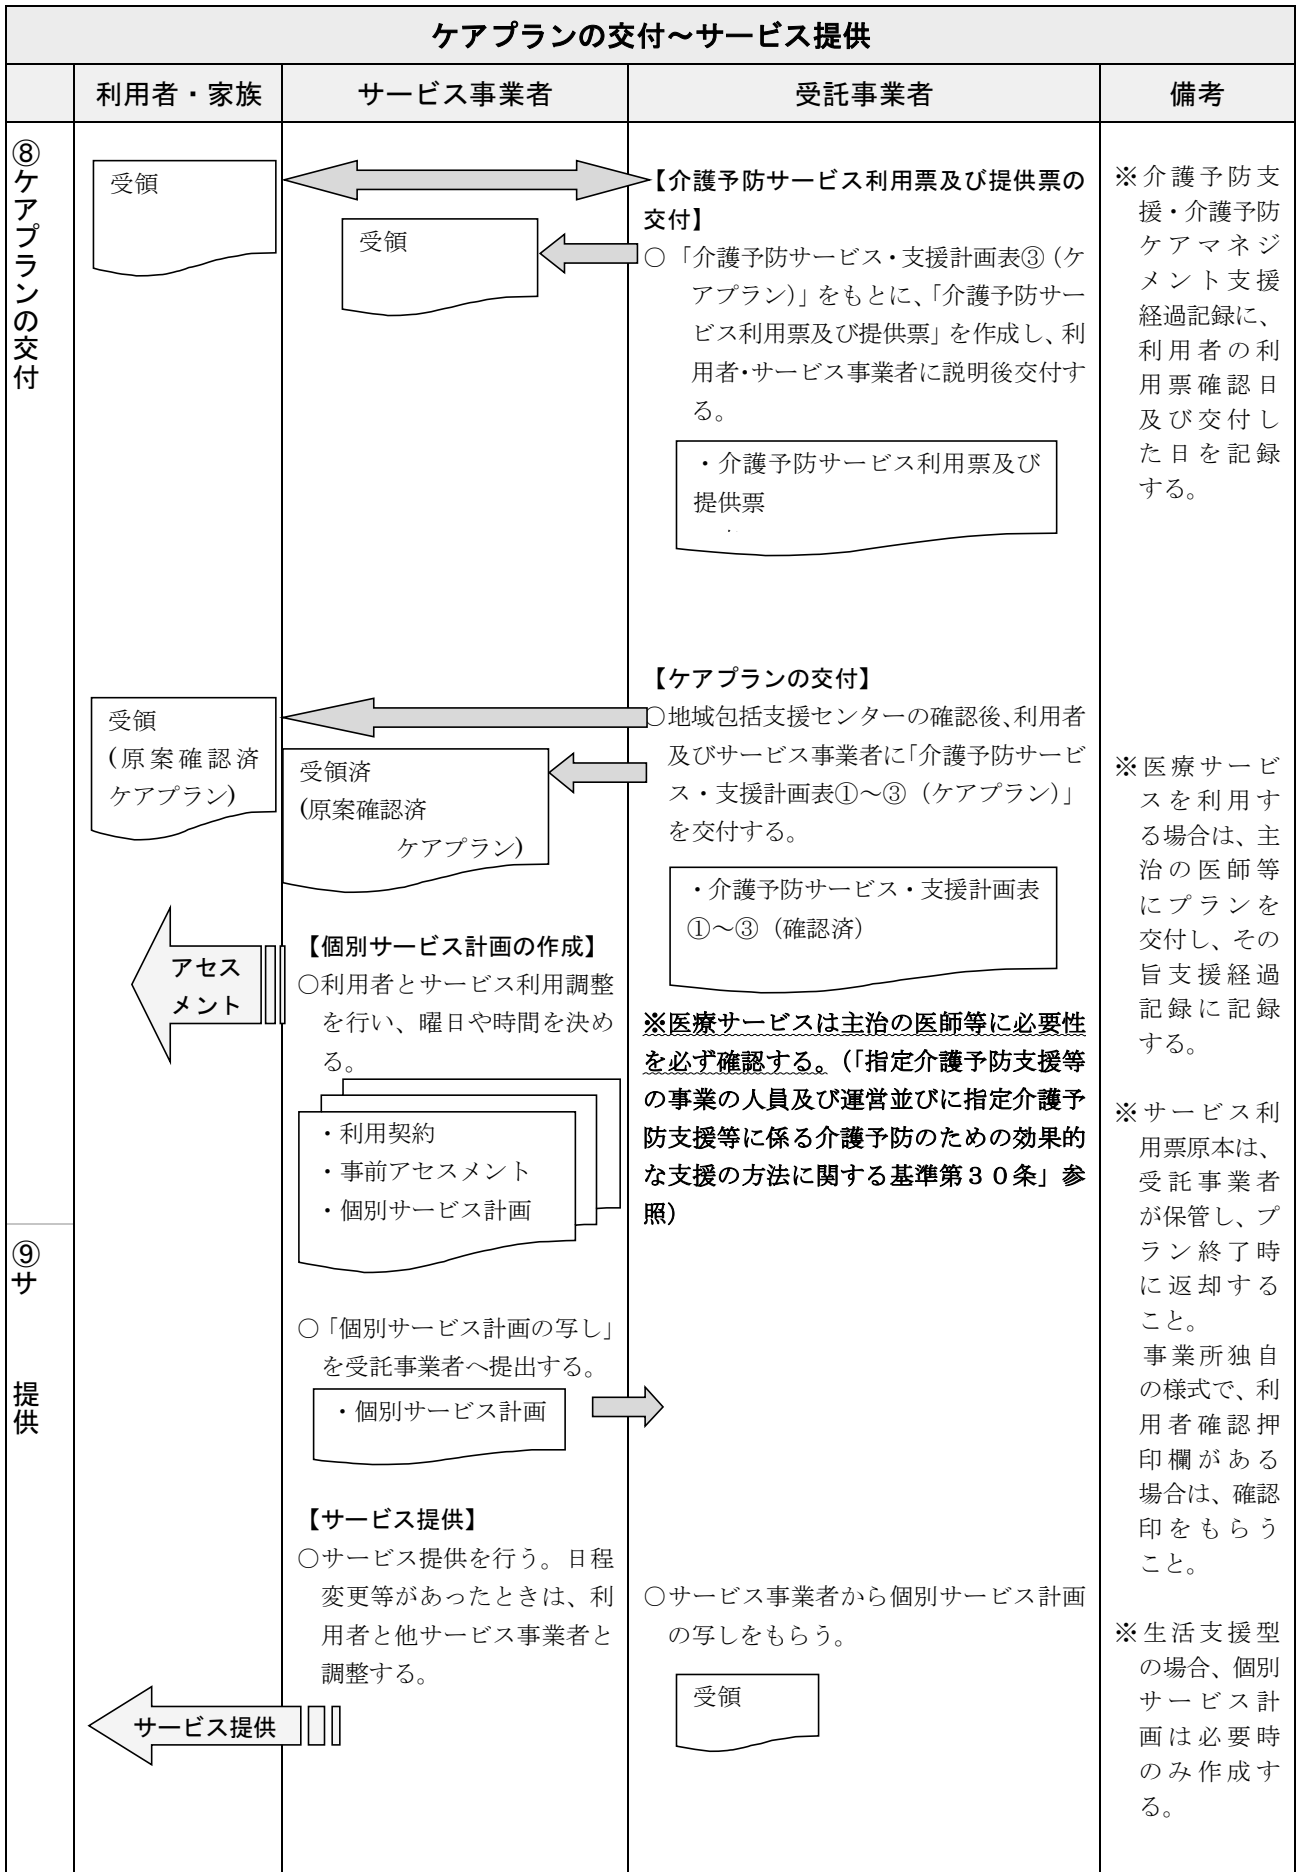 ケアプランの交付～サービス提供
利用者・家族
サービス事業者
受託事業者
備考
⑧ケアプランの交付
受領
受領
【介護予防サービス利用票及び提供票の
交付】
○「介護予防サービス・支援計画表③（ケ
アプラン）」をもとに、「介護予防サー
ビス利用票及び提供票」を作成し、利
用者・サービス事業者に説明後交付す
る。
・介護予防サービス利用票及び
提供票
※介護予防支
援・介護予防
ケアマネジ
メント支援
経過記録に、
利用者の利
用票確認日
及び交付し
た日を記録
する。
受領
(原案確認済
ケアプラン)
受領済
(原案確認済
ケアプラン)
【ケアプランの交付】
○地域包括支援センターの確認後、利用者
及びサービス事業者に「介護予防サービ
ス・支援計画表①～③（ケアプラン）」
を交付する。
・介護予防サービス・支援計画表
①～③（確認済）
※医療サービスは主治の医師等に必要性
を必ず確認する。（「指定介護予防支援等
の事業の人員及び運営並びに指定介護予
防支援等に係る介護予防のための効果的
な支援の方法に関する基準第３０条」参
照）
※医療サービ
スを利用す
る場合は、主
治の医師等
にプランを
交付し、その
旨支援経過
記録に記録
する。
アセス
メント
【個別サービス計画の作成】
○利用者とサービス利用調整
を行い、曜日や時間を決め
る。
・利用契約
・事前アセスメント
・個別サービス計画
※サービス利
用票原本は、
受託事業者
が保管し、プ
ラン終了時
に返却する
こと。
事業所独自
の様式で、利
用者確認押
印欄がある
場合は、確認
印をもらう
こと。
⑨サ
提供
○「個別サービス計画の写し」
を受託事業者へ提出する。
・個別サービス計画
【サービス提供】
○サービス提供を行う。日程
変更等があったときは、利
用者と他サービス事業者と
調整する。
サービス提供
○サービス事業者から個別サービス計画
の写しをもらう。
受領
※生活支援型
の場合、個別
サービス計
画は必要時
のみ作成す
る。